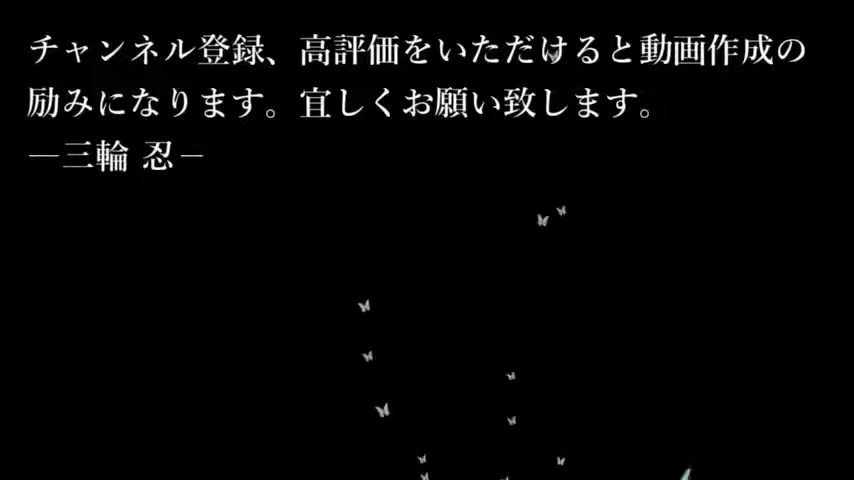 チャンネル登録、高評価をいただけると動画作成の
励みになります。宜しくお願い致します。
―三輪 忍－